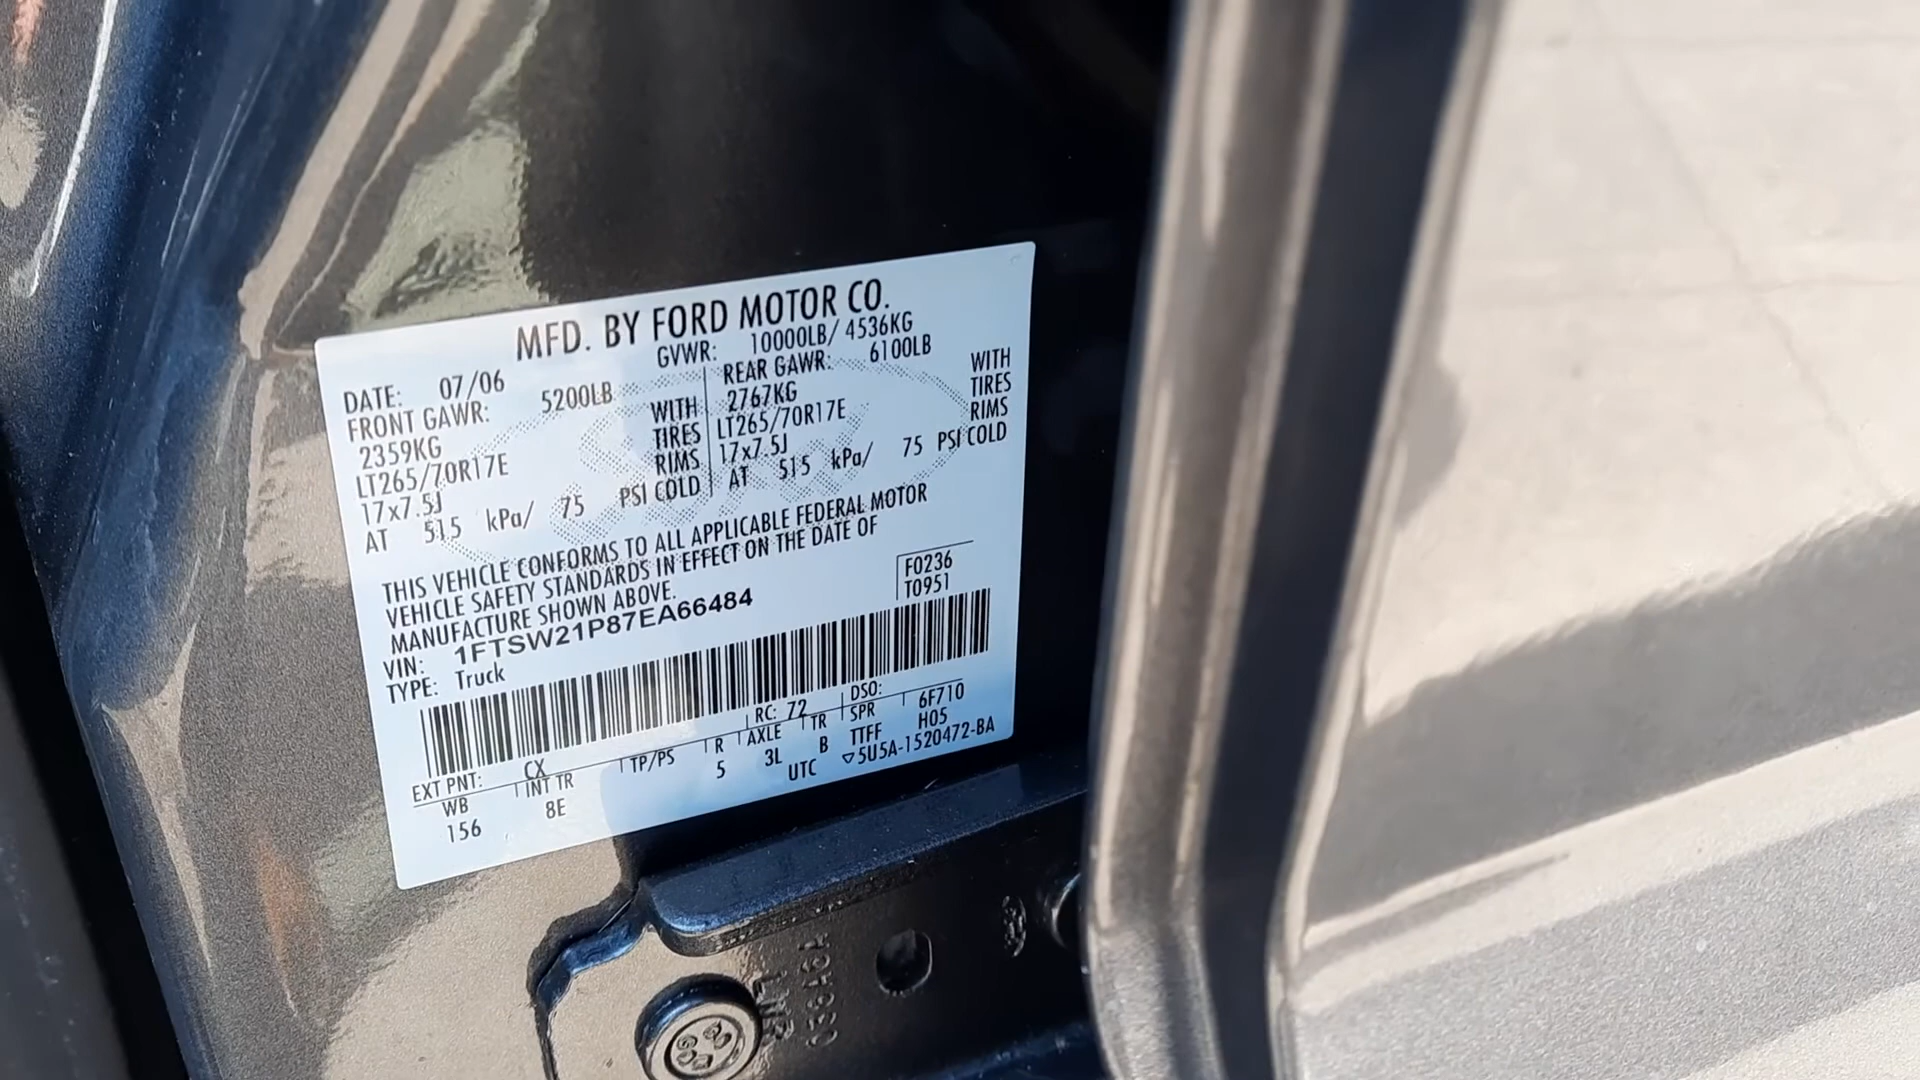 MFD. BY FORD MOTOR CO.
DATE: 07/06 GVWR: 10000LB/ 4536KG
FRONT GAWR: 5200LB REAR GAWR: 6100LB
2359KG WITH 2767KG WITH
LT265/70R17E TIRES LT265/70R17E TIRES
17x7.5J RIMS 17x7.5J RIMS
AT 515 kPa/ 75 PSI COLD AT 515 kPa/ 75 PSI COLD
THIS VEHICLE CONFORMS TO ALL APPLICABLE FEDERAL MOTOR
VEHICLE SAFETY STANDARDS IN EFFECT ON THE DATE OF
MANUFACTURE SHOWN ABOVE.
F0236
T0951
VIN: 1FTSW21P87EA66484
TYPE: Truck
EXT PNT: CX RC: 72 DSO:
WB INT TR TP/PS R AXLE TR SPR 6F710
156 8E 5 3L B TTFF H05
UTC ▽5U5A-1520472-BA